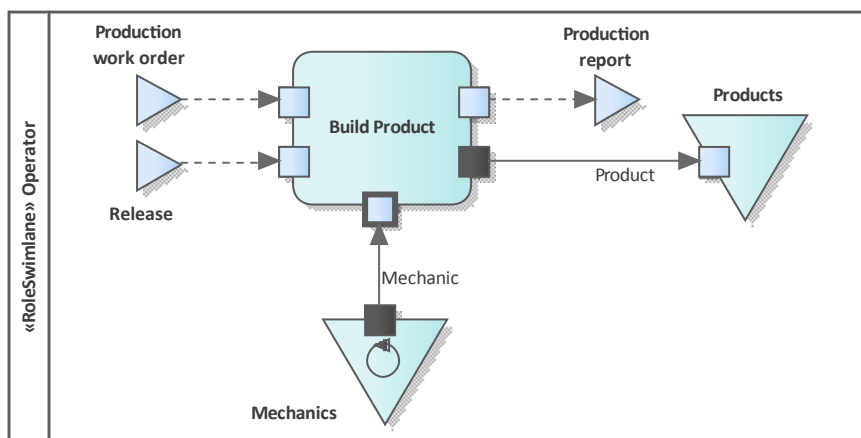 «RoleSwimlane» Operator
Production
work order
Release
Build Product
Production
report
Products
Product
Mechanic
Mechanics